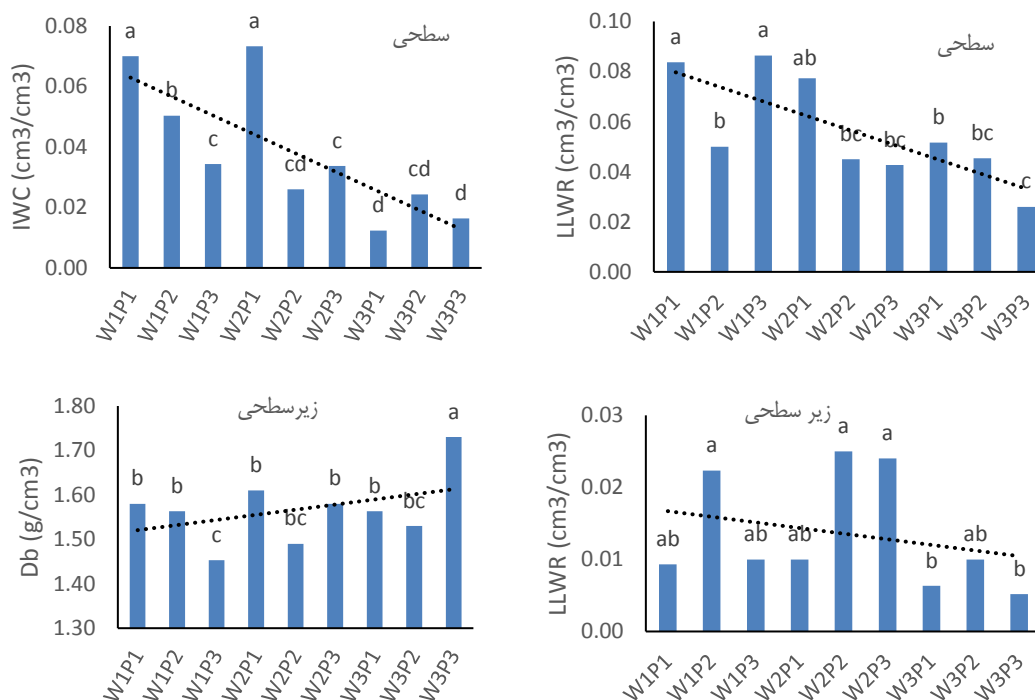 سطحی
IWC (cm3/cm3)
0.08
0.06
0.04
0.02
0.00
a
b
c
a
cd
c
d
cd
d
W1P1
W1P2
W1P3
W2P1
W2P2
W2P3
W3P1
W3P2
W3P3
سطحی
LLWR (cm3/cm3)
0.10
0.08
0.06
0.04
0.02
0.00
a
b
a
ab
bc
bc
b
bc
c
W1P1
W1P2
W1P3
W2P1
W2P2
W2P3
W3P1
W3P2
W3P3
زیرسطحی
Db (g/cm3)
1.80
1.70
1.60
1.50
1.40
1.30
b
b
c
b
bc
b
b
bc
a
W1P1
W1P2
W1P3
W2P1
W2P2
W2P3
W3P1
W3P2
W3P3
زیر سطحی
LLWR (cm3/cm3)
0.03
0.02
0.01
0.00
ab
a
ab
ab
a
a
b
ab
b
W1P1
W1P2
W1P3
W2P1
W2P2
W2P3
W3P1
W3P2
W3P3